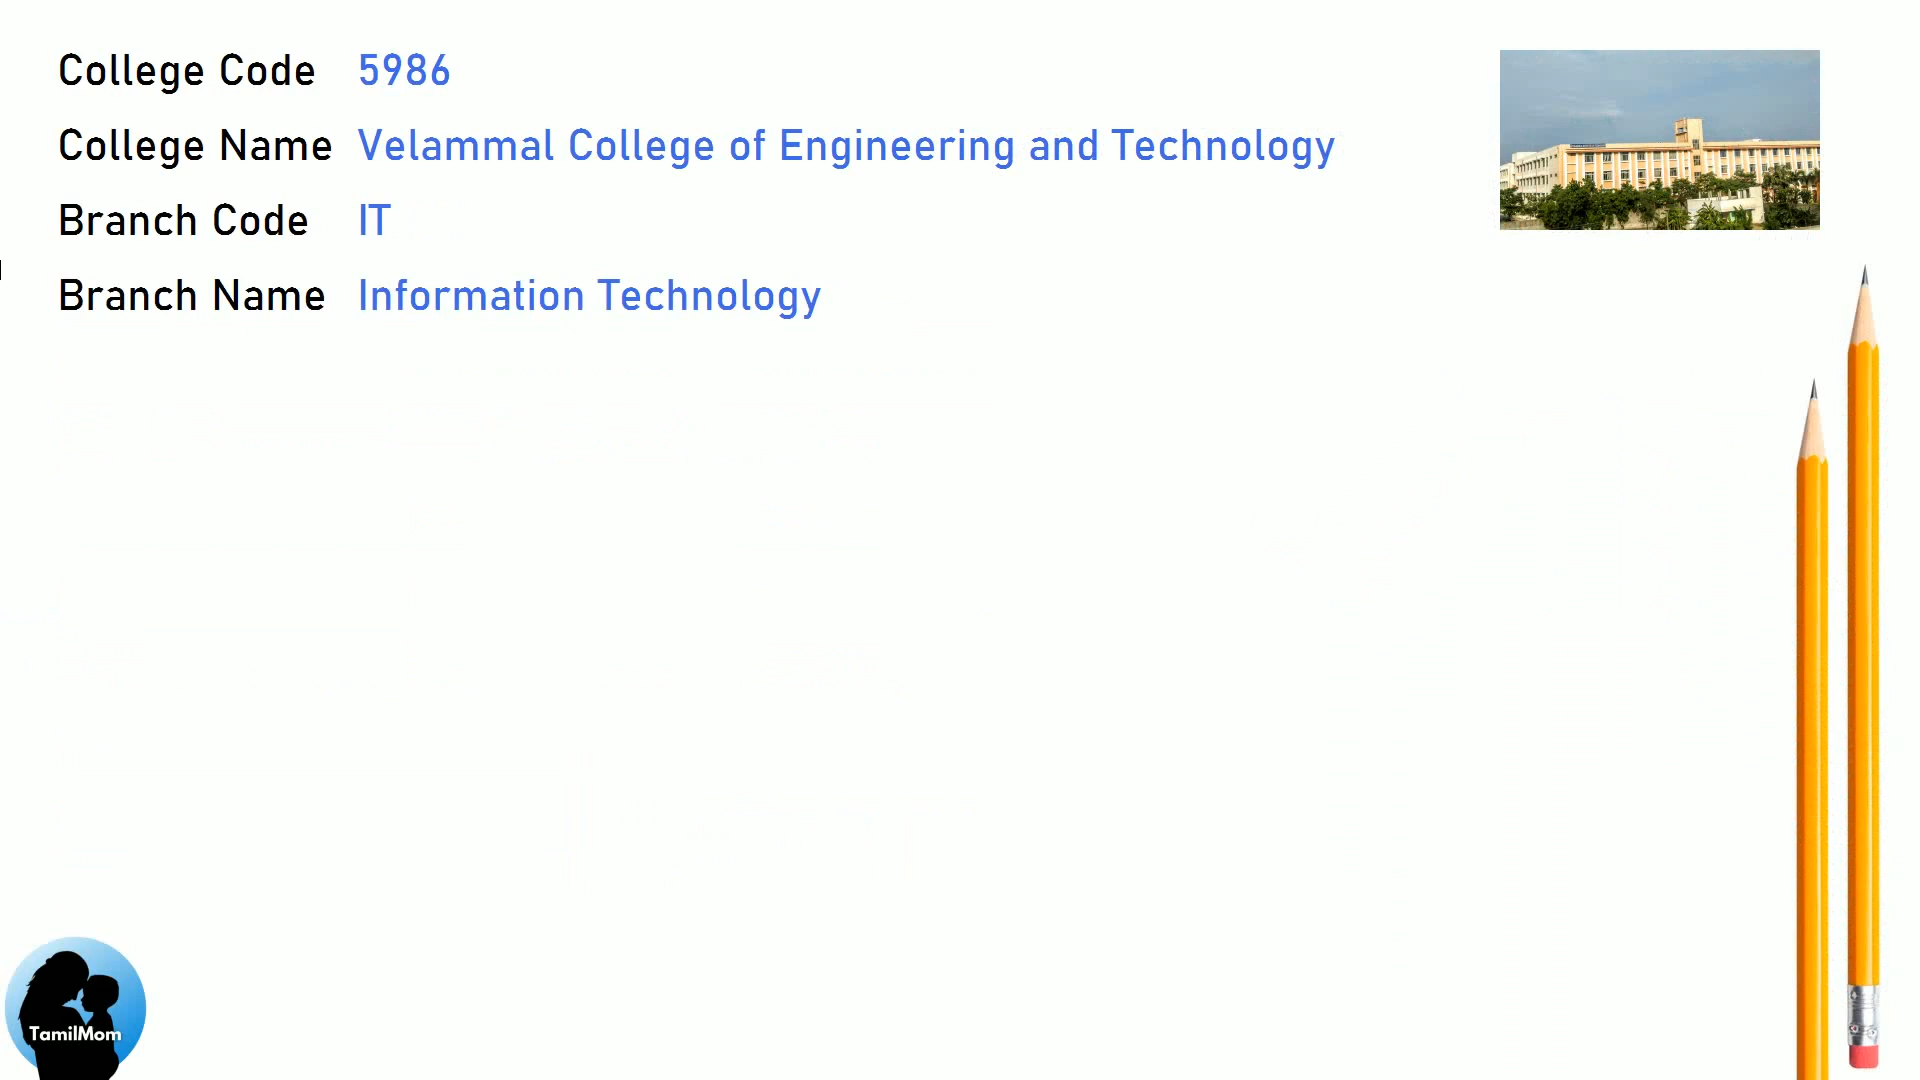 College Code 5986
College Name Velammal College of Engineering and Technology
Branch Code IT
Branch Name Information Technology
TamilMom